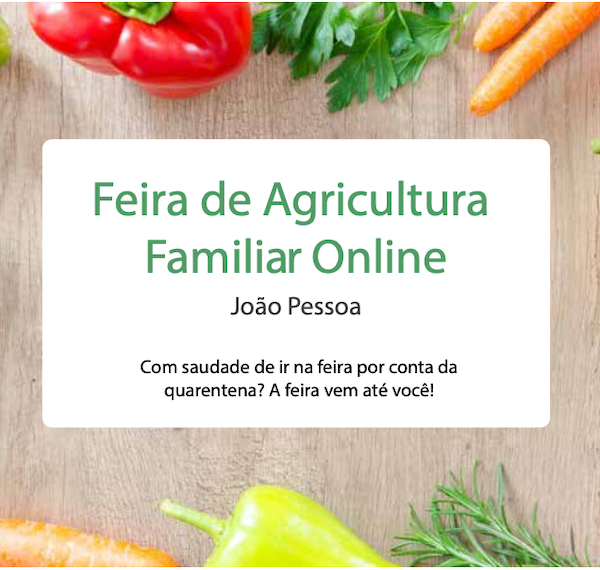 Feira de Agricultura
Familiar Online
João Pessoa
Com saudade de ir na feira por conta da
quarentena? A feira vem até você!